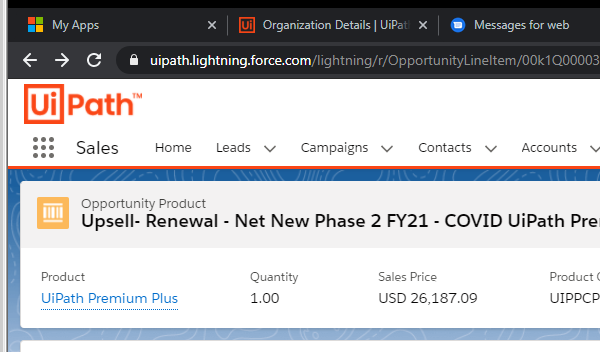 My Apps × Organization Details | UiPat × Messages for web
uipath.lightning.force.com/lightning/r/OpportunityLineItem/00k1Q00003
Ui Path™
Sales Home Leads Campaigns Contacts Accounts
Opportunity Product
Upsell- Renewal - Net New Phase 2 FY21 - COVID UiPath Pre
Product Quantity Sales Price Product C
UiPath Premium Plus 1.00 USD 26,187.09 UIPPCP